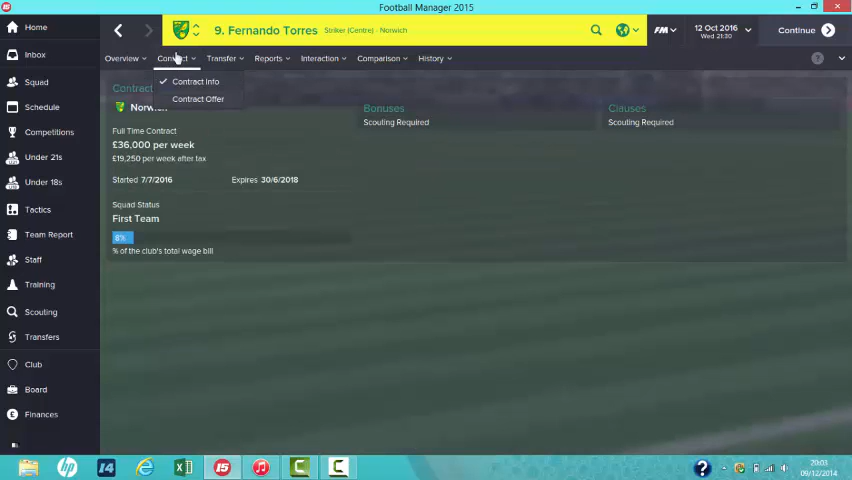 Football Manager 2015
9. Fernando Torres Striker (Centre) - Norwich
FM
12 Oct 2016
Wed 21:30
Continue
Home
Inbox
Squad
Schedule
Competitions
Under 21s
Under 18s
Tactics
Team Report
Staff
Training
Scouting
Transfers
Club
Board
Finances
Overview Contract Transfer Reports Interaction Comparison History
Contract Info
Contract Offer
Contract
Norwich
Full Time Contract
£36,000 per week
£19,250 per week after tax
Started 7/7/2016 Expires 30/6/2018
Squad Status
First Team
8%
% of the club's total wage bill
Bonuses
Scouting Required
Clauses
Scouting Required
20:03
09/12/2014